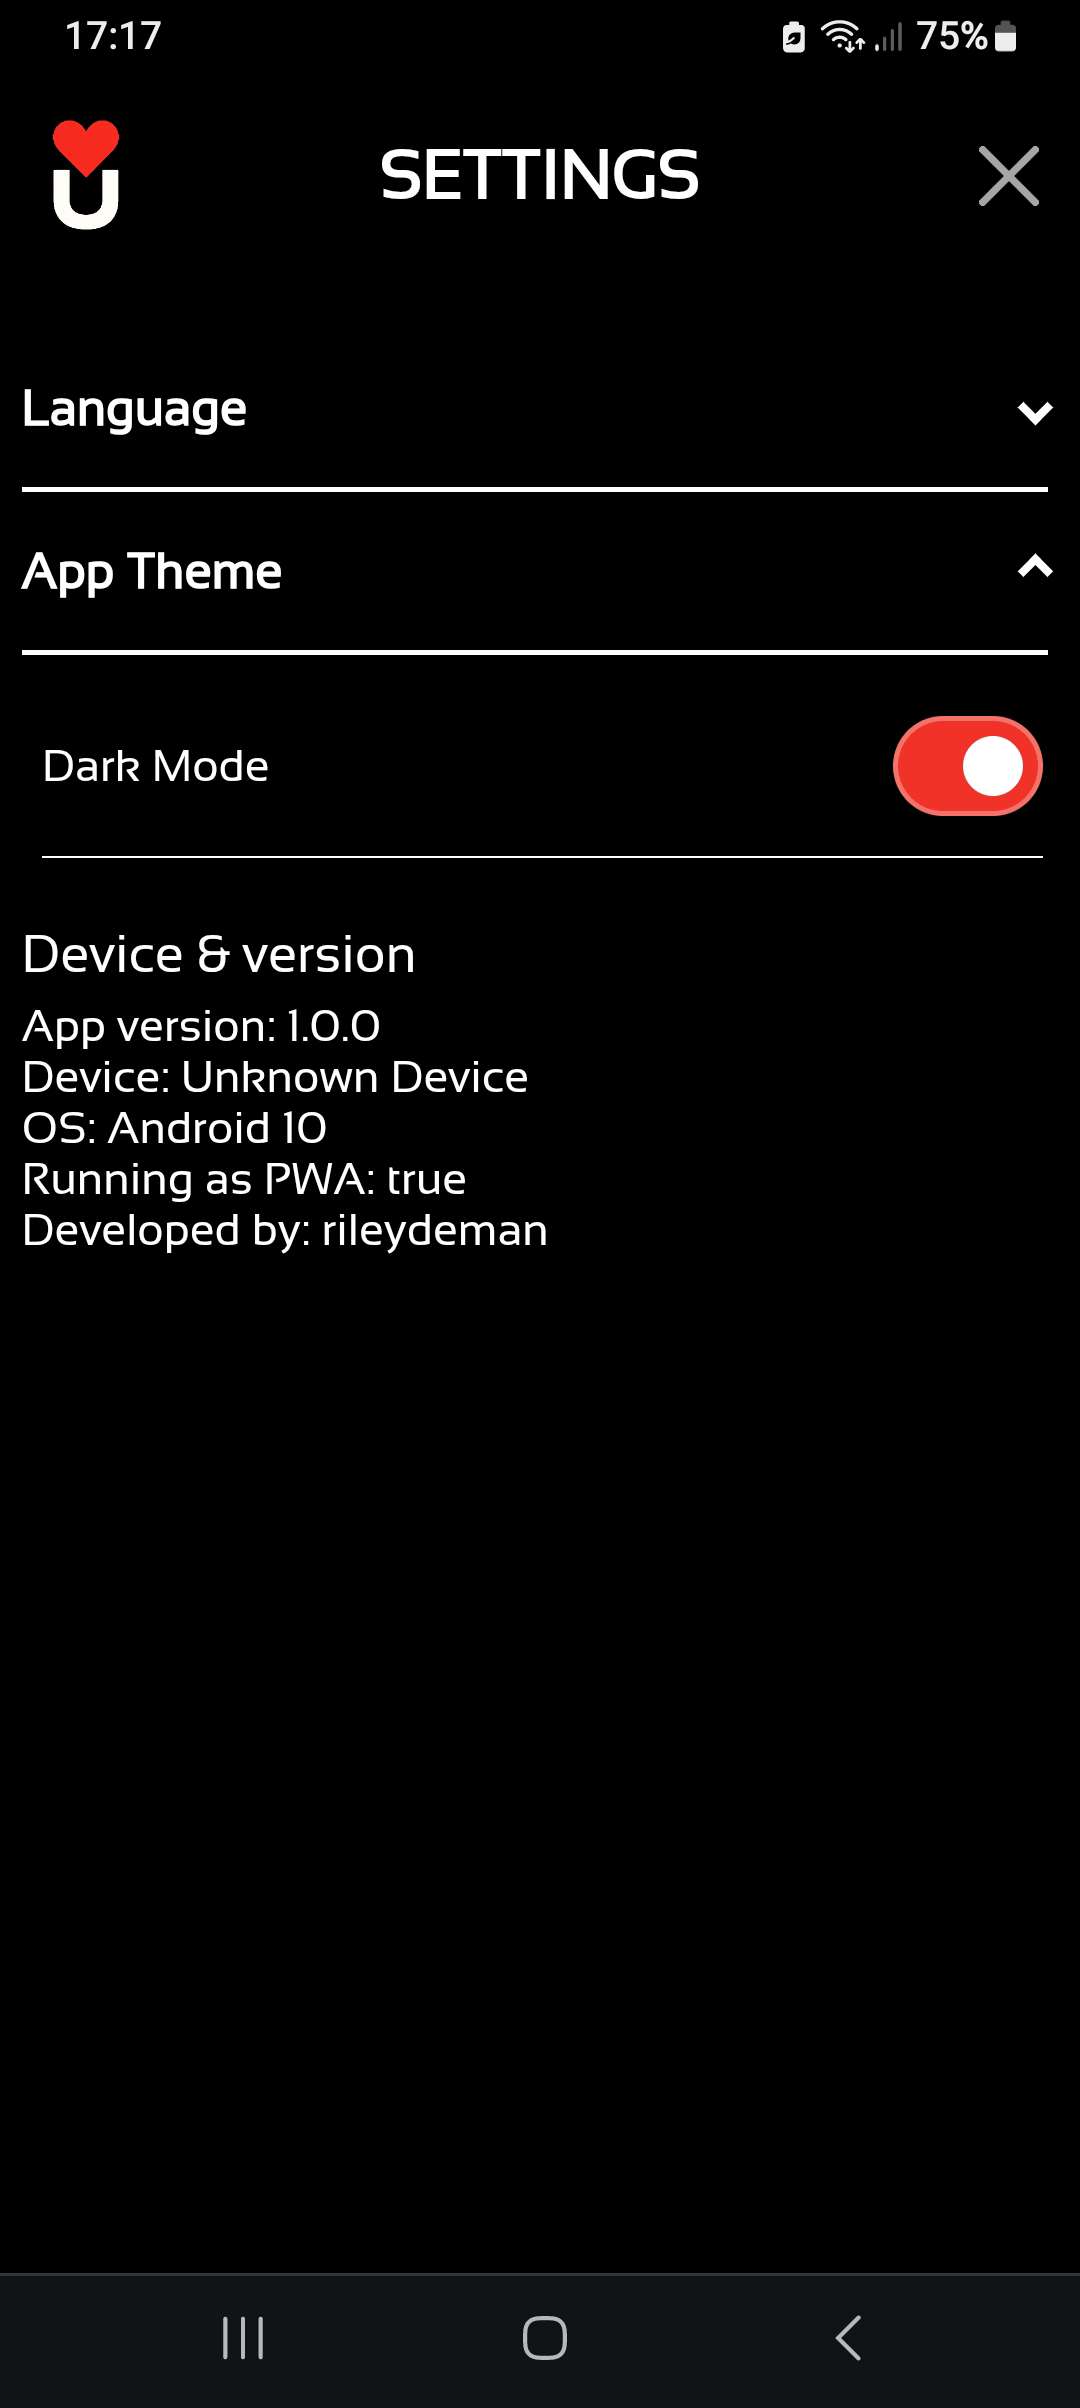 17:17 75%
SETTINGS
Language
App Theme
Dark Mode
Device & version
App version: 1.0.0
Device: Unknown Device
OS: Android 10
Running as PWA: true
Developed by: rileydeman